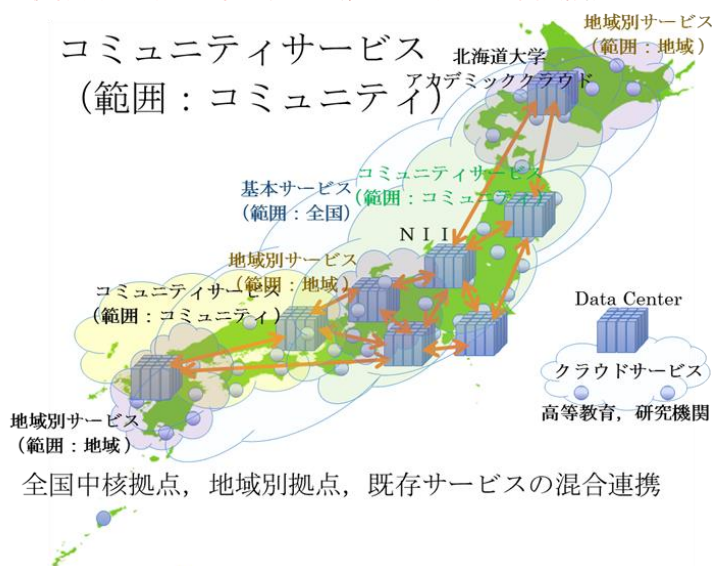 コミュニティサービス
（範囲：コミュニティ）
北海道大学
アカデミッククラウド
地域別サービス
（範囲：地域）
コミュニティサービス
（範囲：コミュニティ）
基本サービス
（範囲：全国）
ＮＩＩ
地域別サービス
（範囲：地域）
コミュニティサービス
（範囲：コミュニティ）
Data Center
クラウドサービス
高等教育，研究機関
地域別サービス
（範囲：地域）
全国中核拠点，地域別拠点，既存サービスの混合連携